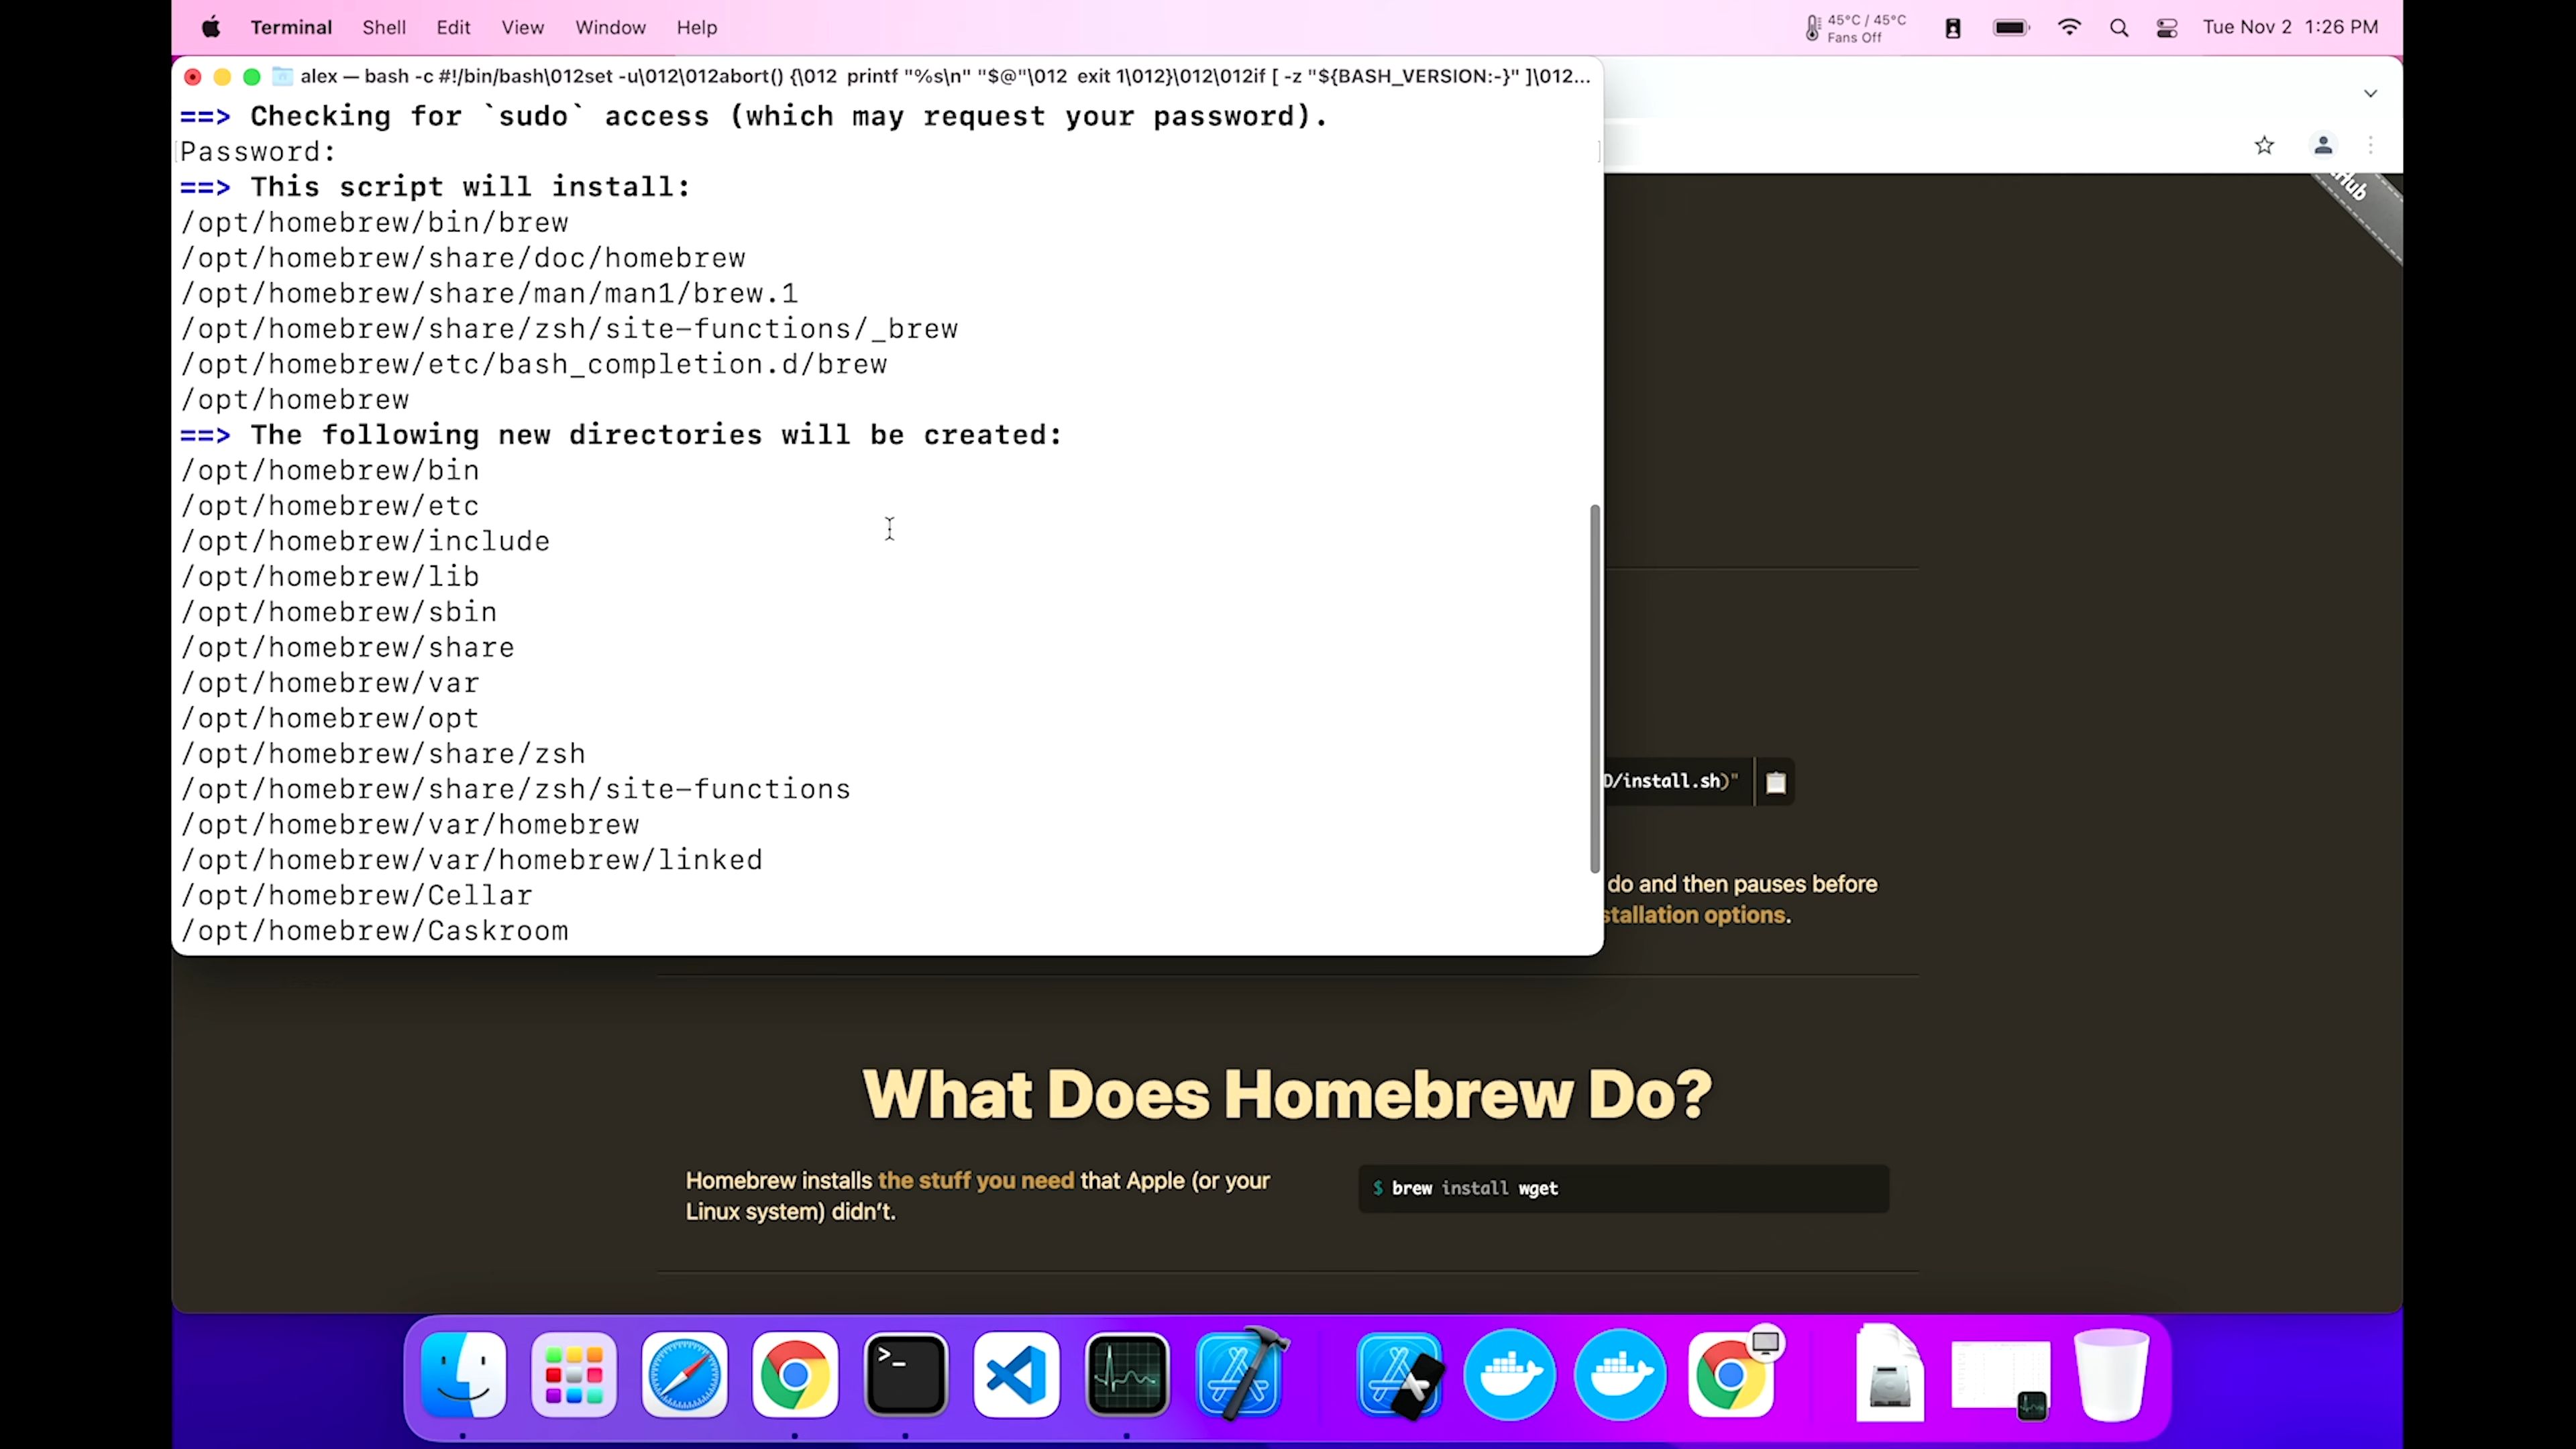 Terminal Shell Edit View Window Help
45°C / 45°C
Fans Off
Tue Nov 2 1:26 PM
alex — bash -c #!/bin/bash\012set -u\012\012abort() {\012 printf "%s\n" "$@"\012 exit 1\012}\012\012if [ -z "${BASH_VERSION:-}" ]\012...
==> Checking for `sudo` access (which may request your password).
Password:
==> This script will install:
/opt/homebrew/bin/brew
/opt/homebrew/share/doc/homebrew
/opt/homebrew/share/man/man1/brew.1
/opt/homebrew/share/zsh/site-functions/_brew
/opt/homebrew/etc/bash_completion.d/brew
/opt/homebrew
==> The following new directories will be created:
/opt/homebrew/bin
/opt/homebrew/etc
/opt/homebrew/include
/opt/homebrew/lib
/opt/homebrew/sbin
/opt/homebrew/share
/opt/homebrew/var
/opt/homebrew/opt
/opt/homebrew/share/zsh
/opt/homebrew/share/zsh/site-functions
/opt/homebrew/var/homebrew
/opt/homebrew/var/homebrew/linked
/opt/homebrew/Cellar
/opt/homebrew/Caskroom
D/install.sh)"
do and then pauses before
stallation options.
What Does Homebrew Do?
Homebrew installs the stuff you need that Apple (or your
Linux system) didn't.
$ brew install wget
>_